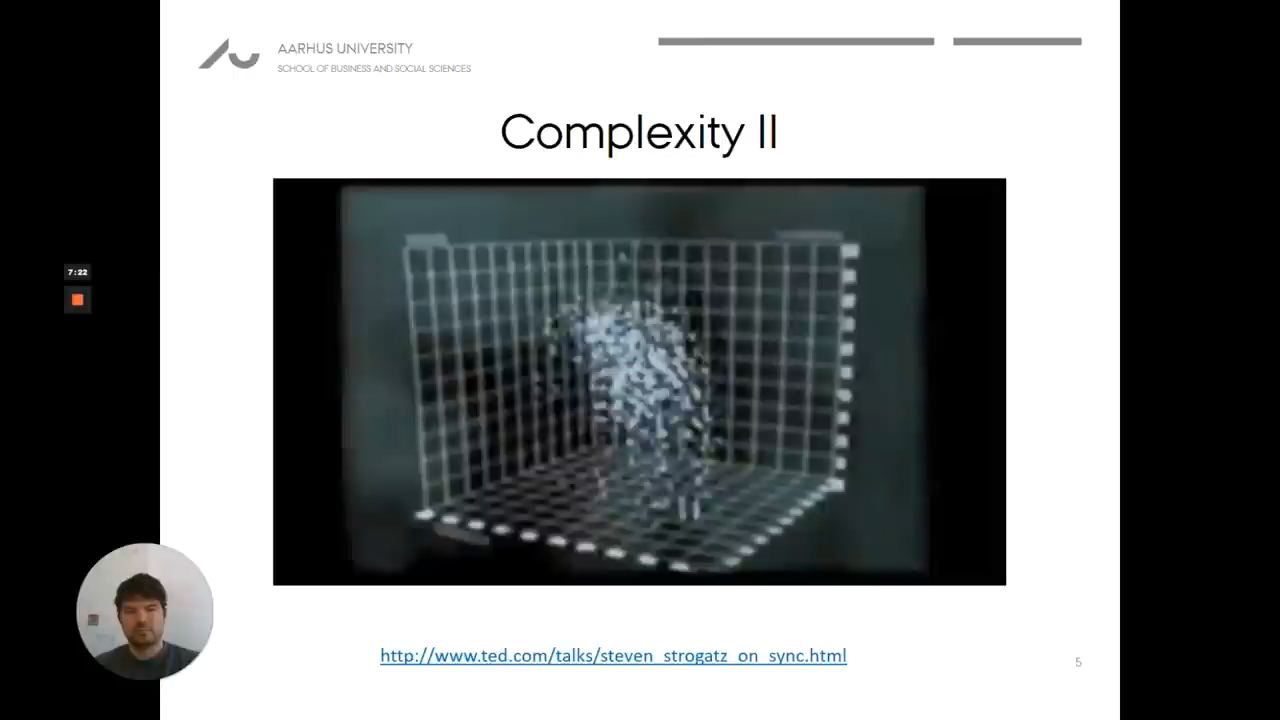 AARHUS UNIVERSITY
SCHOOL OF BUSINESS AND SOCIAL SCIENCES
Complexity II
7:22
http://www.ted.com/talks/steven_strogatz_on_sync.html
5